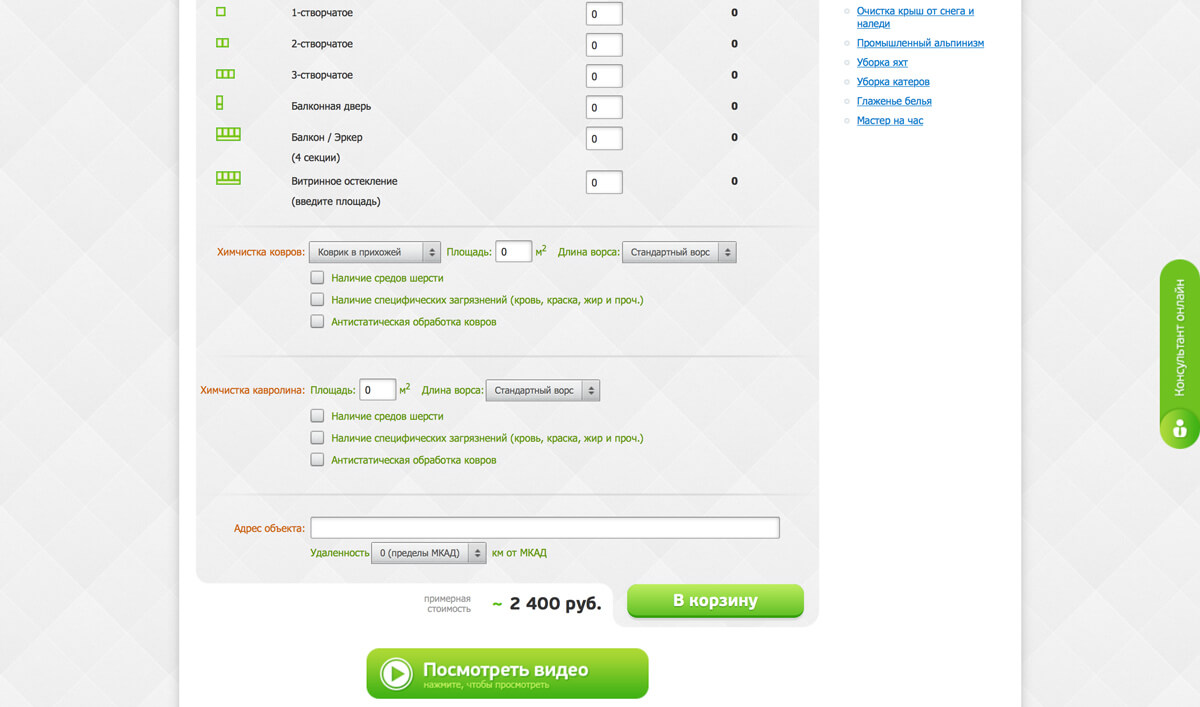 1-створчатое 0 0
2-створчатое 0 0
3-створчатое 0 0
Балконная дверь 0 0
Балкон / Эркер 0 0
(4 секции)
Витринное остекление 0 0
(введите площадь)
Химчистка ковров: Коврик в прихожей Площадь: 0 м² Длина ворса: Стандартный ворс
Наличие средов шерсти
Наличие специфических загрязнений (кровь, краска, жир и проч.)
Антистатическая обработка ковров
Химчистка кавролина: Площадь: 0 м² Длина ворса: Стандартный ворс
Наличие средов шерсти
Наличие специфических загрязнений (кровь, краска, жир и проч.)
Антистатическая обработка ковров
Адрес объекта:
Удаленность 0 (пределы МКАД) км от МКАД
примерная
стоимость
~ 2 400 руб.
В корзину
Посмотреть видео
нажмите, чтобы просмотреть
Очистка крыш от снега и
наледи
Промышленный альпинизм
Уборка яхт
Уборка катеров
Глаженье белья
Мастер на час
Консультант онлайн